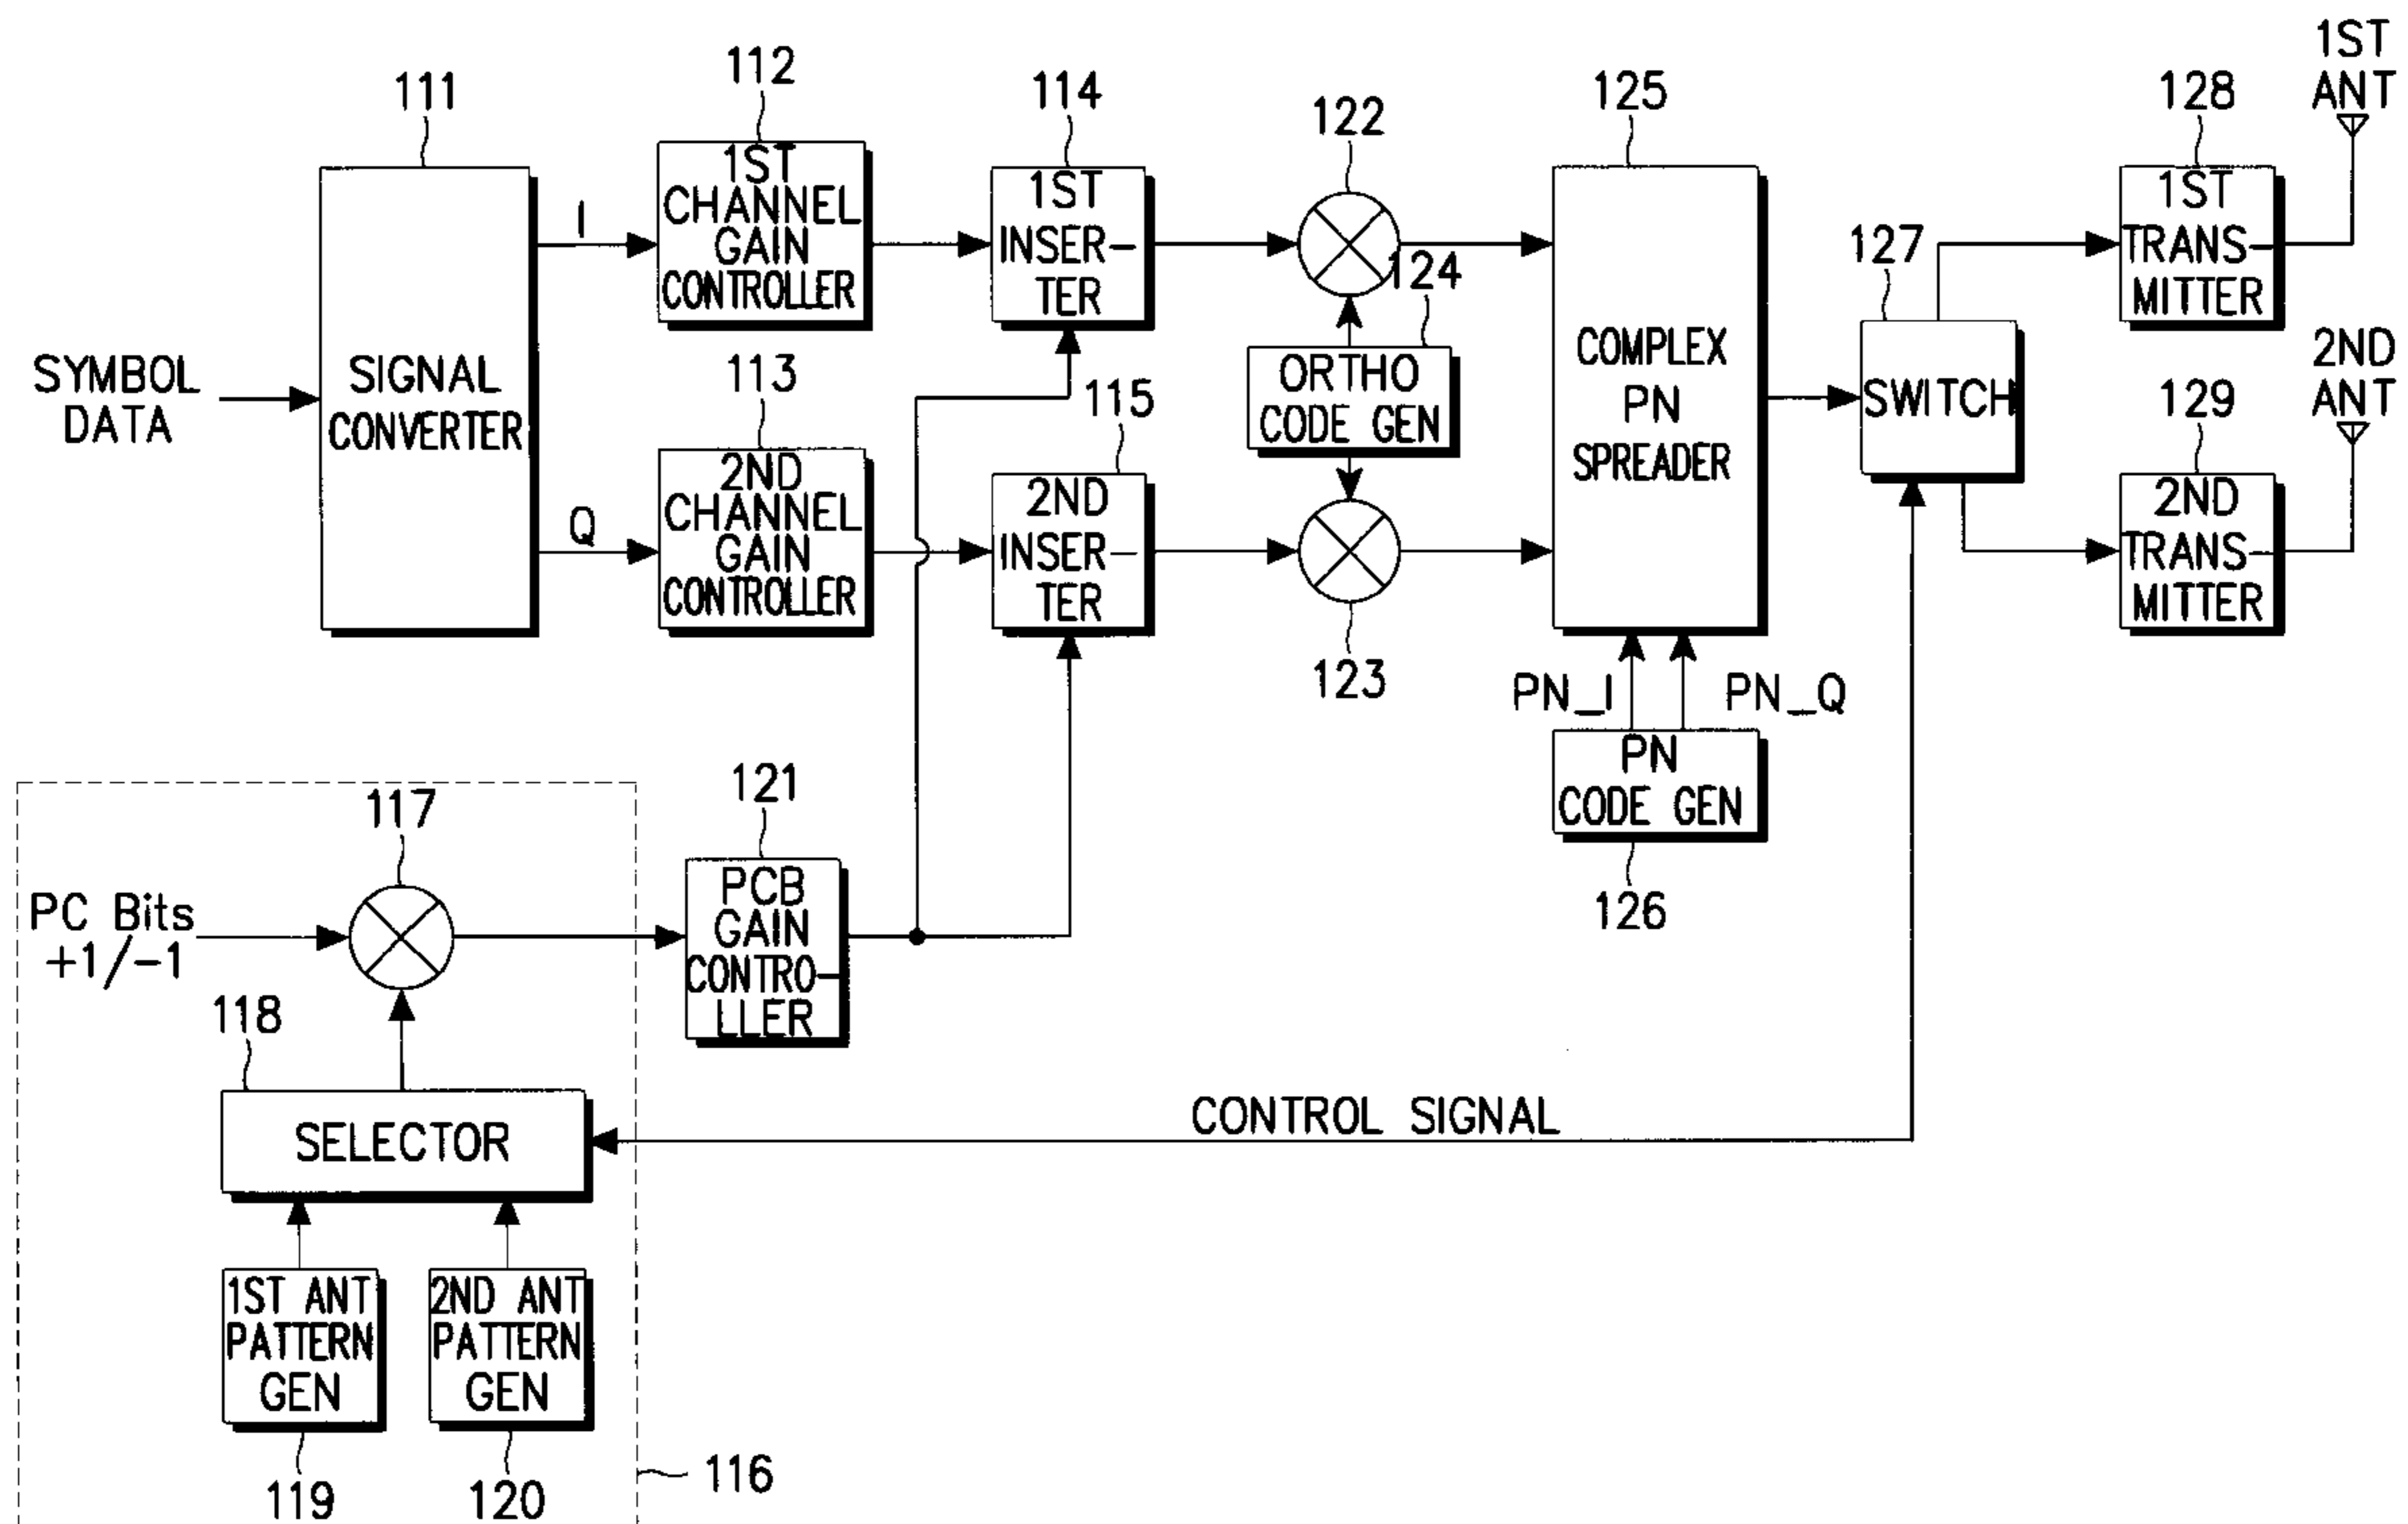 1ST
ANT
112
111
114
122
125
128
1ST
CHANNEL
GAIN
CONTROLLER
1ST
INSER-
TER
1ST
TRANS-
MITTER
I
127
124
SYMBOL
DATA
SIGNAL
CONVERTER
113
115
ORTHO
CODE GEN
COMPLEX
PN
SPREADER
SWITCH
129
2ND
ANT
2ND
CHANNEL
GAIN
CONTROLLER
Q
2ND
INSER-
TER
2ND
TRANS-
MITTER
123
PN_I
PN_Q
PN
CODE GEN
126
117
121
PC Bits
+1/-1
PCB
GAIN
CONTRO-
LLER
118
SELECTOR
CONTROL SIGNAL
1ST ANT
PATTERN
GEN
2ND ANT
PATTERN
GEN
119
120
116